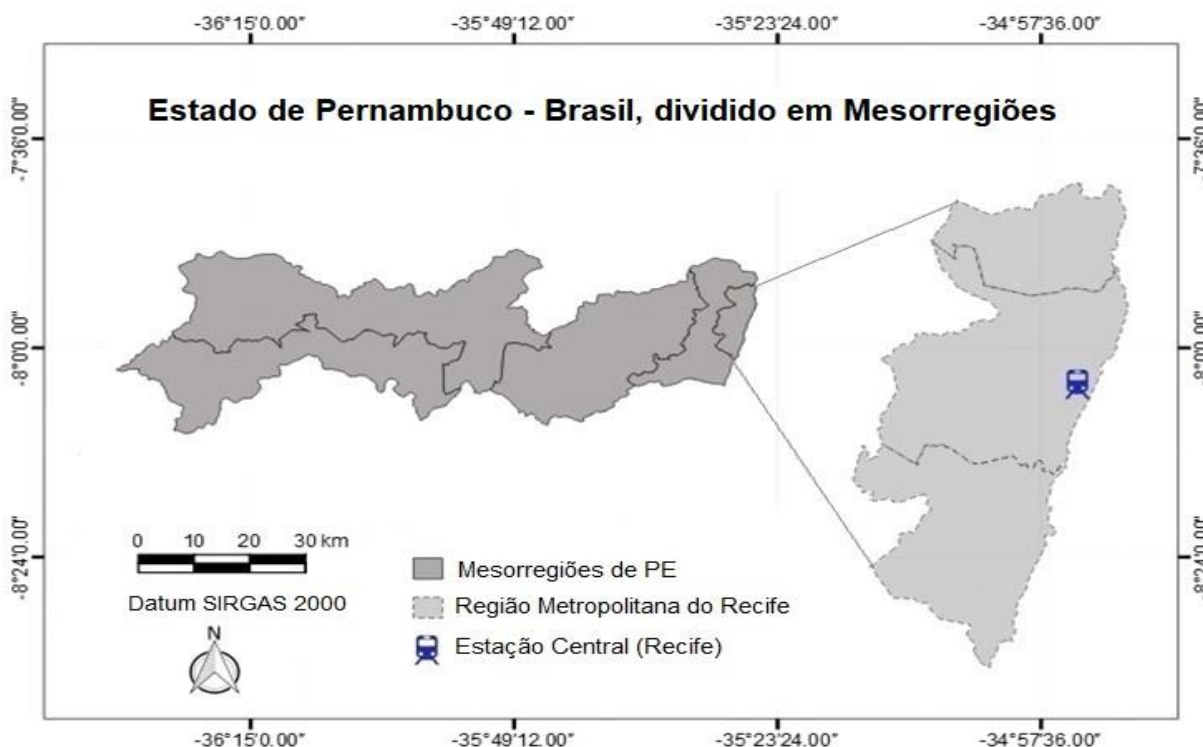 -36°15'0.00" -35°49'12.00" -35°23'24.00" -34°57'36.00"
Estado de Pernambuco - Brasil, dividido em Mesorregiões
-7°36'0.00" -7°36'0.00"
-8°0'0.00" -8°0'0.00"
-8°24'0.00" -8°24'0.00"
0 10 20 30 km
Datum SIRGAS 2000
N
Mesorregiões de PE
Região Metropolitana do Recife
Estação Central (Recife)
-36°15'0.00" -35°49'12.00" -35°23'24.00" -34°57'36.00"